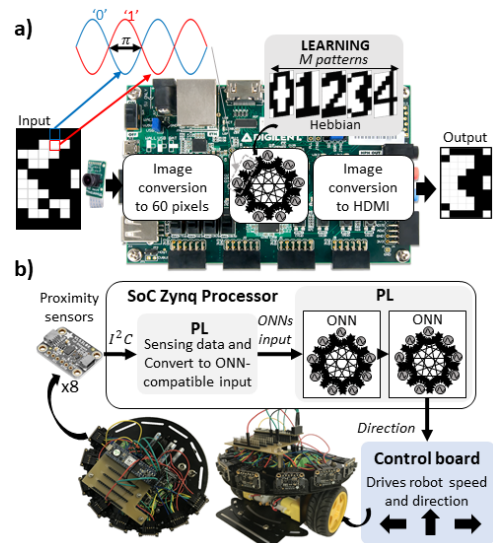 a)
'0' '1'
π
LEARNING
M patterns
01234
Hebbian
DIGILENT
Input
Image
conversion
to 60 pixels
Image
conversion
to HDMI
Output
b)
Proximity
sensors
x8
SoC Zynq Processor
I²C
PL
Sensing data and
Convert to ONN-
compatible input
ONNs
input
PL
ONN
ONN
Direction
Control board
Drives robot speed
and direction